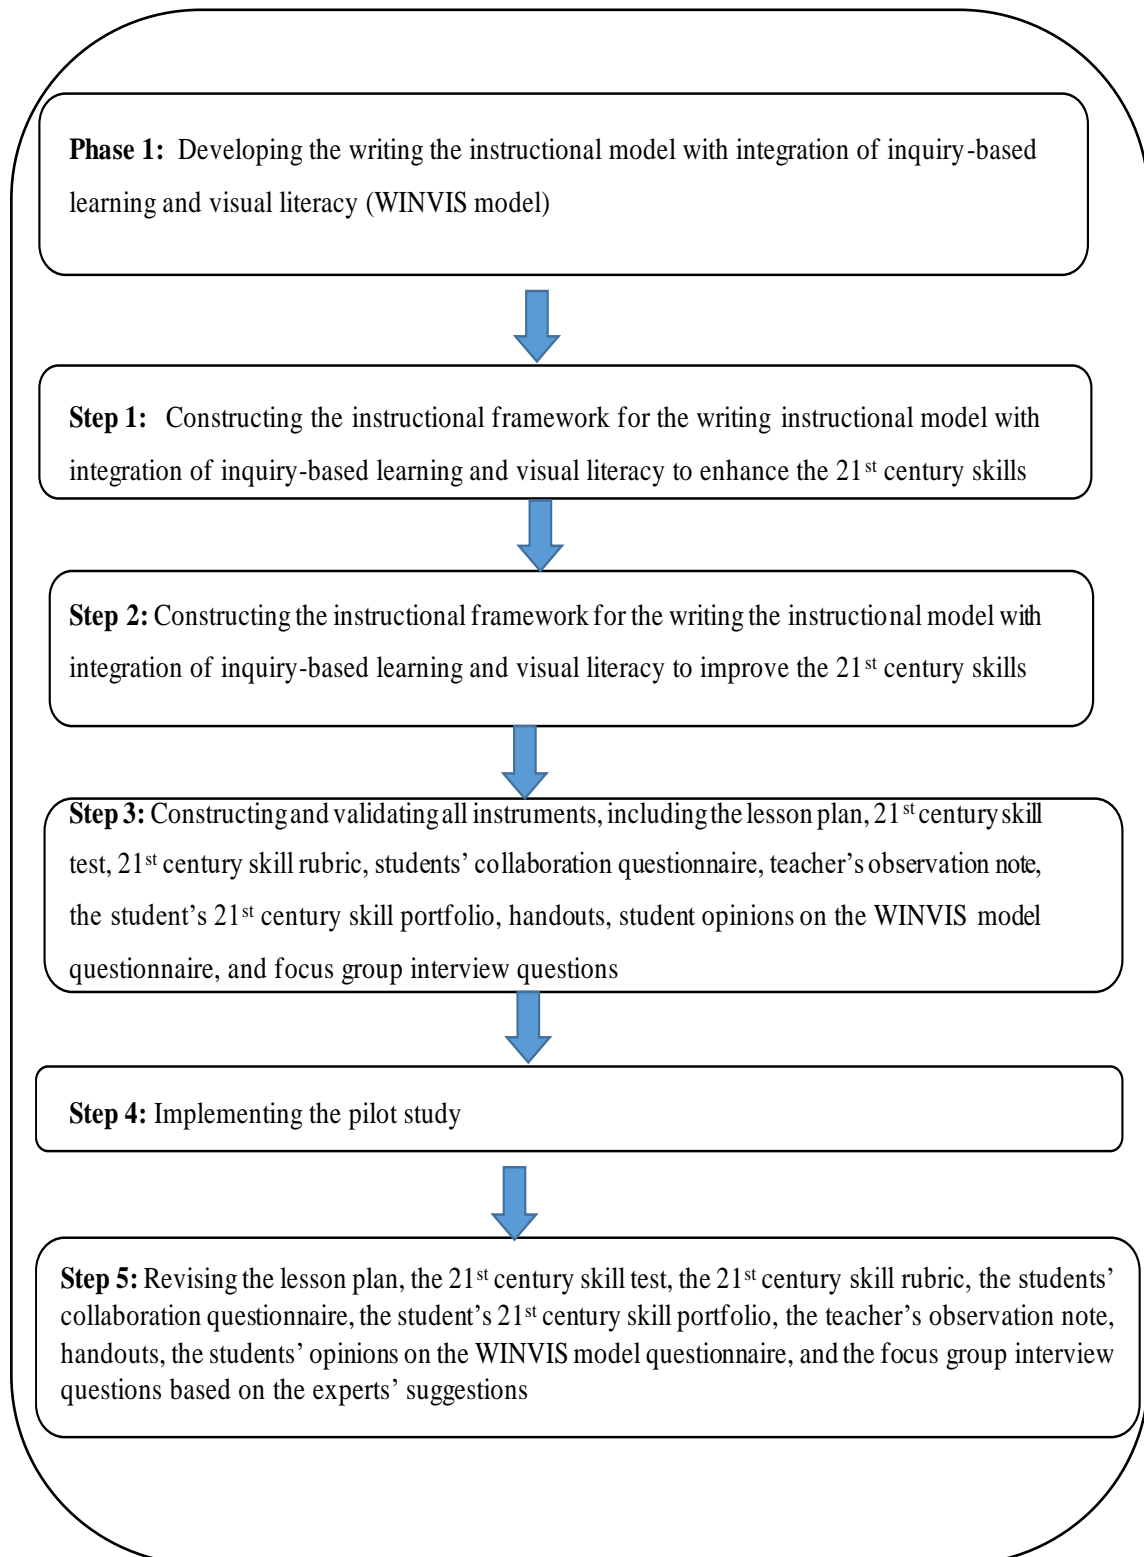 Phase 1: Developing the writing the instructional model with integration of inquiry-based
learning and visual literacy (WINVIS model)
Step 1: Constructing the instructional framework for the writing instructional model with
integration of inquiry-based learning and visual literacy to enhance the 21st century skills
Step 2: Constructing the instructional framework for the writing the instructional model with
integration of inquiry-based learning and visual literacy to improve the 21st century skills
Step 3: Constructing and validating all instruments, including the lesson plan, 21st century skill
test, 21st century skill rubric, students’ collaboration questionnaire, teacher’s observation note,
the student’s 21st century skill portfolio, handouts, student opinions on the WINVIS model
questionnaire, and focus group interview questions
Step 4: Implementing the pilot study
Step 5: Revising the lesson plan, the 21st century skill test, the 21st century skill rubric, the students’
collaboration questionnaire, the student’s 21st century skill portfolio, the teacher’s observation note,
handouts, the students’ opinions on the WINVIS model questionnaire, and the focus group interview
questions based on the experts’ suggestions